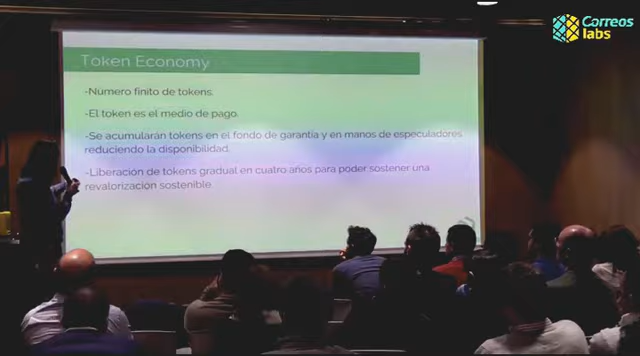 Correos
labs
Token Economy
-Número finito de tokens.
-El token es el medio de pago.
-Se acumularán tokens en el fondo de garantía y en manos de especuladores
reduciendo la disponibilidad.
-Liberación de tokens gradual en cuatro años para poder sostener una
revalorización sostenible.